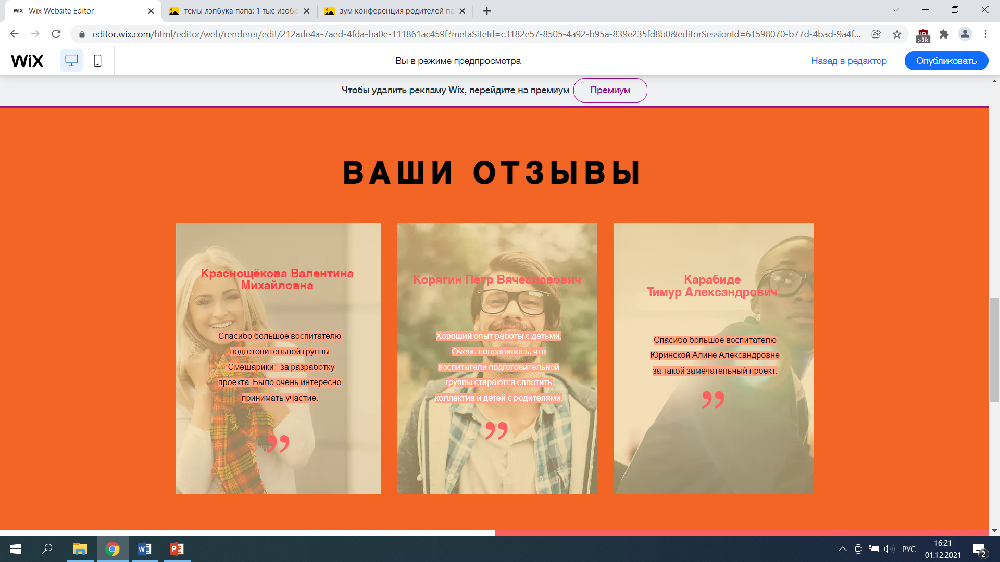 WiX Wix Website Editor
темы лэпбука папа: 1 тыс изобр
зум конференция родителей па
editor.wix.com/html/editor/web/renderer/edit/212ade4a-7aed-4fda-ba0e-111861ac459f?metaSiteId=c3182e57-8505-4a92-b95a-839e235fd8b0&editorSessionId=61598070-b77d-4bad-9a4f...
>3k
WiX
Вы в режиме предпросмотра
Назад в редактор
Опубликовать
Чтобы удалить рекламу Wix, перейдите на премиум
Премиум
ВАШИ ОТЗЫВЫ
Краснощёкова Валентина
Михайловна
Спасибо большое воспитателю
подготовительной группы
"Смешарики" за разработку
проекта. Было очень интересно
принимать участие.
”
Корягин Пётр Вячеславович
Хороший опыт работы с детьми.
Очень понравилось, что
воспитатели подготовительной
группы стараются сплотить
коллектив и детей с родителями.
”
Карабиде
Тимур Александрович
Спасибо большое воспитателю
Юринской Алине Александровне
за такой замечательный проект.
”
РУС
16:21
01.12.2021
2